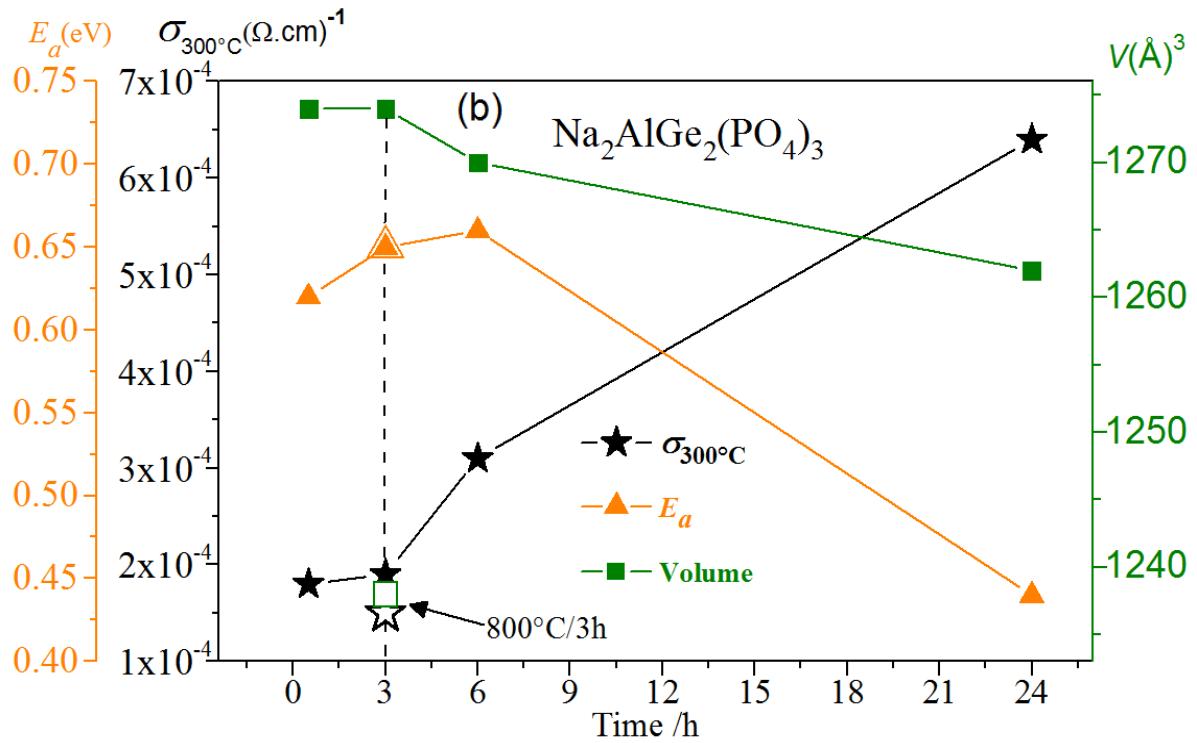 Eₐ(eV)
σ₃₀₀°C(Ω.cm)⁻¹
V(Å)³
0.75
0.70
0.65
0.60
0.55
0.50
0.45
0.40
7x10⁻⁴
6x10⁻⁴
5x10⁻⁴
4x10⁻⁴
3x10⁻⁴
2x10⁻⁴
1x10⁻⁴
(b)
Na₂AlGe₂(PO₄)₃
1270
1260
1250
1240
σ₃₀₀°C
Eₐ
Volume
800°C/3h
0 3 6 9 12 15 18 21 24
Time /h